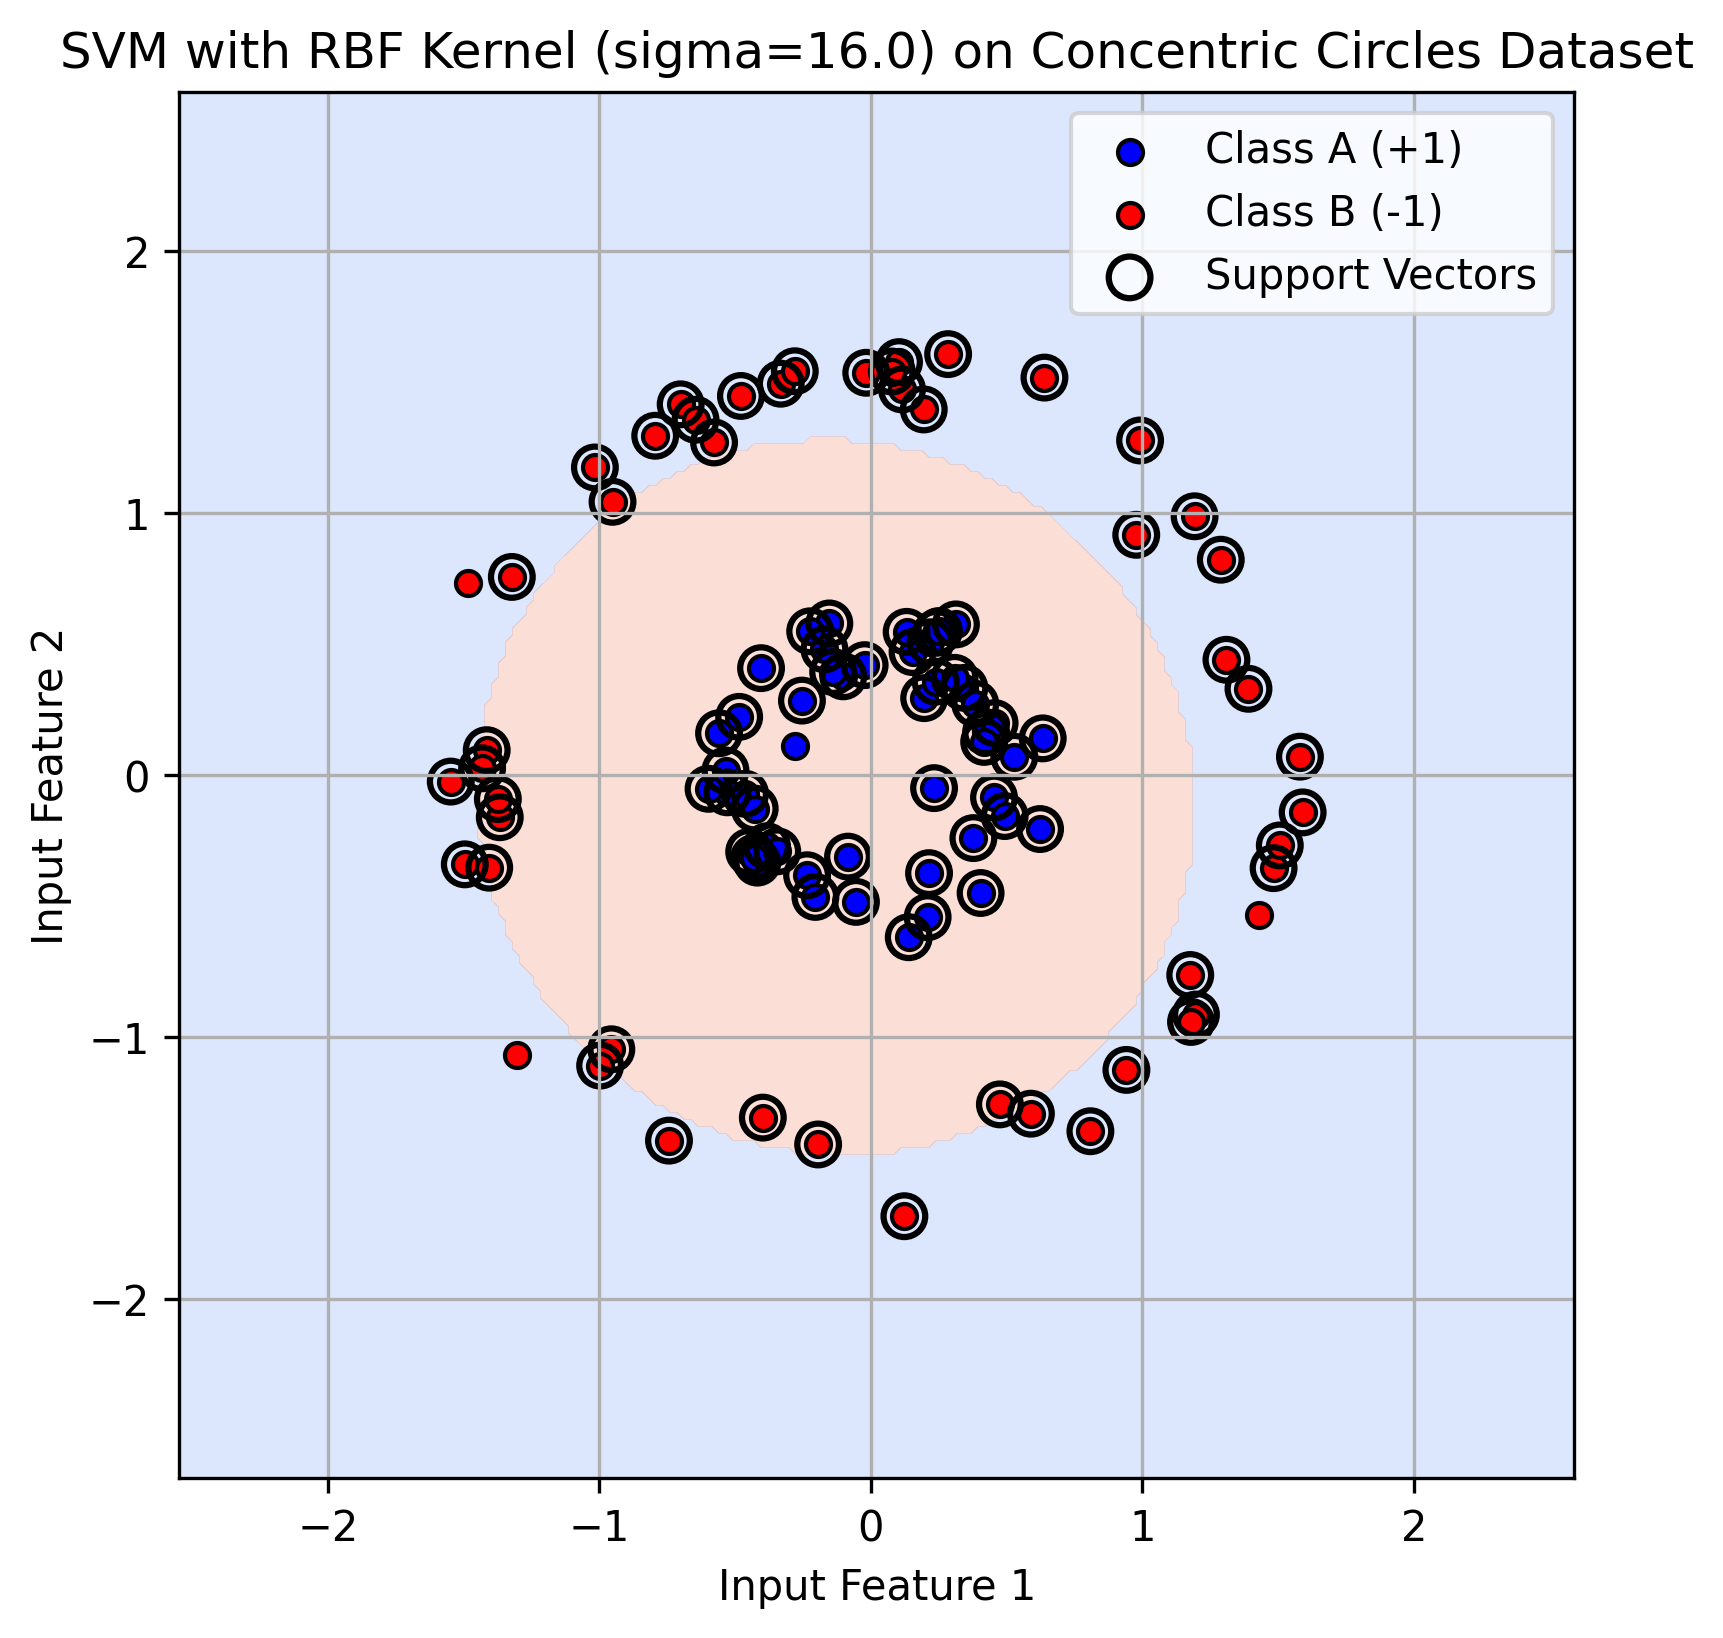 SVM with RBF Kernel (sigma=16.0) on Concentric Circles Dataset
Class A (+1)
Class B (-1)
Support Vectors
Input Feature 2
2
1
0
−1
−2
−2
−1
0
1
2
Input Feature 1